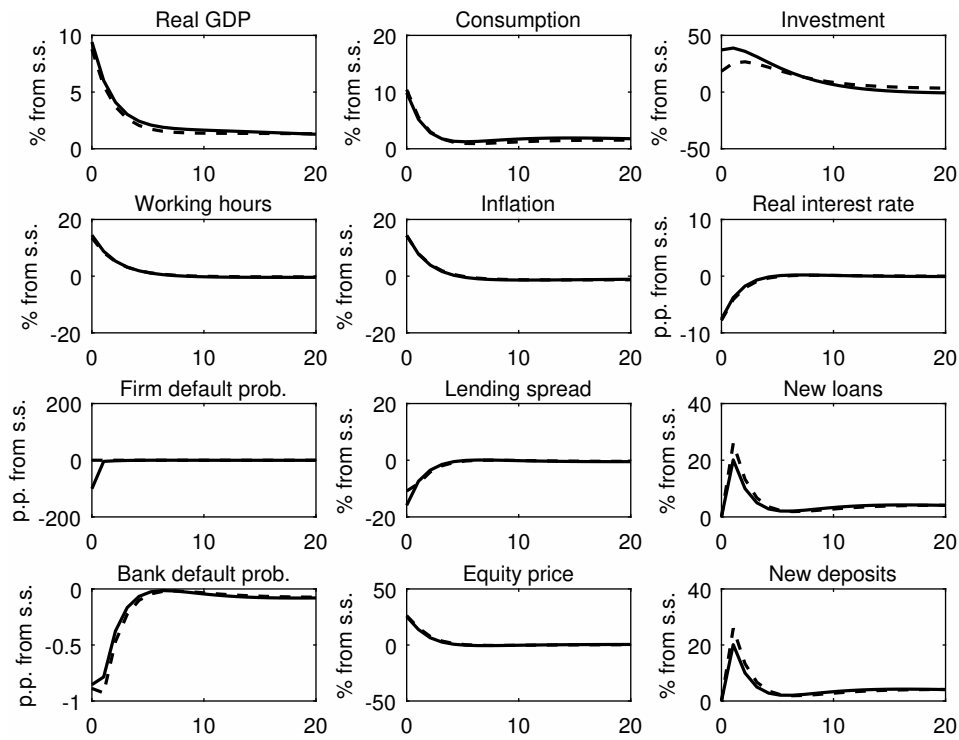 Real GDP
% from s.s.
10
5
0
0 10 20
Consumption
% from s.s.
20
10
0
0 10 20
Investment
% from s.s.
50
0
-50
0 10 20
Working hours
% from s.s.
20
0
-20
0 10 20
Inflation
% from s.s.
20
0
-20
0 10 20
Real interest rate
p.p. from s.s.
10
0
-10
0 10 20
Firm default prob.
p.p. from s.s.
200
0
-200
0 10 20
Lending spread
% from s.s.
20
0
-20
0 10 20
New loans
% from s.s.
40
20
0
0 10 20
Bank default prob.
p.p. from s.s.
0
-0.5
-1
0 10 20
Equity price
% from s.s.
50
0
-50
0 10 20
New deposits
% from s.s.
40
20
0
0 10 20